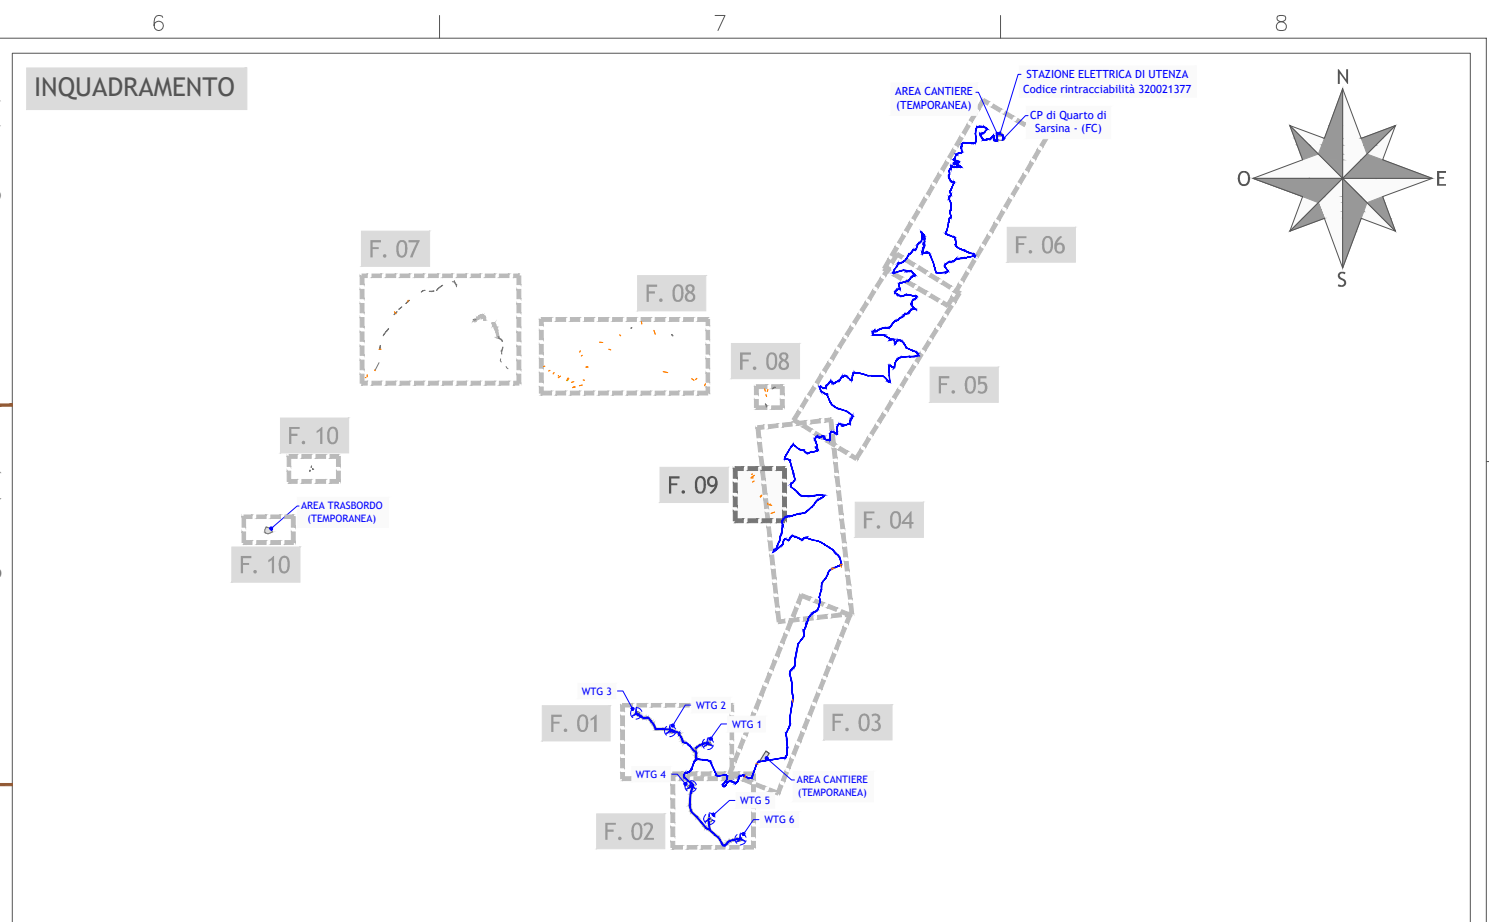 6 7 8
INQUADRAMENTO
STAZIONE ELETTRICA DI UTENZA
Codice rintracciabilità 320021377
AREA CANTIERE
(TEMPORANEA)
CP di Quarto di
Sarsina - (FC)
N
O
E
S
F. 06
F. 07
F. 08
F. 08
F. 05
F. 10
F. 09
AREA TRASBORDO
(TEMPORANEA)
F. 04
F. 10
WTG 3
WTG 2
F. 01
WTG 1
F. 03
WTG 4
AREA CANTIERE
(TEMPORANEA)
WTG 5
WTG 6
F. 02